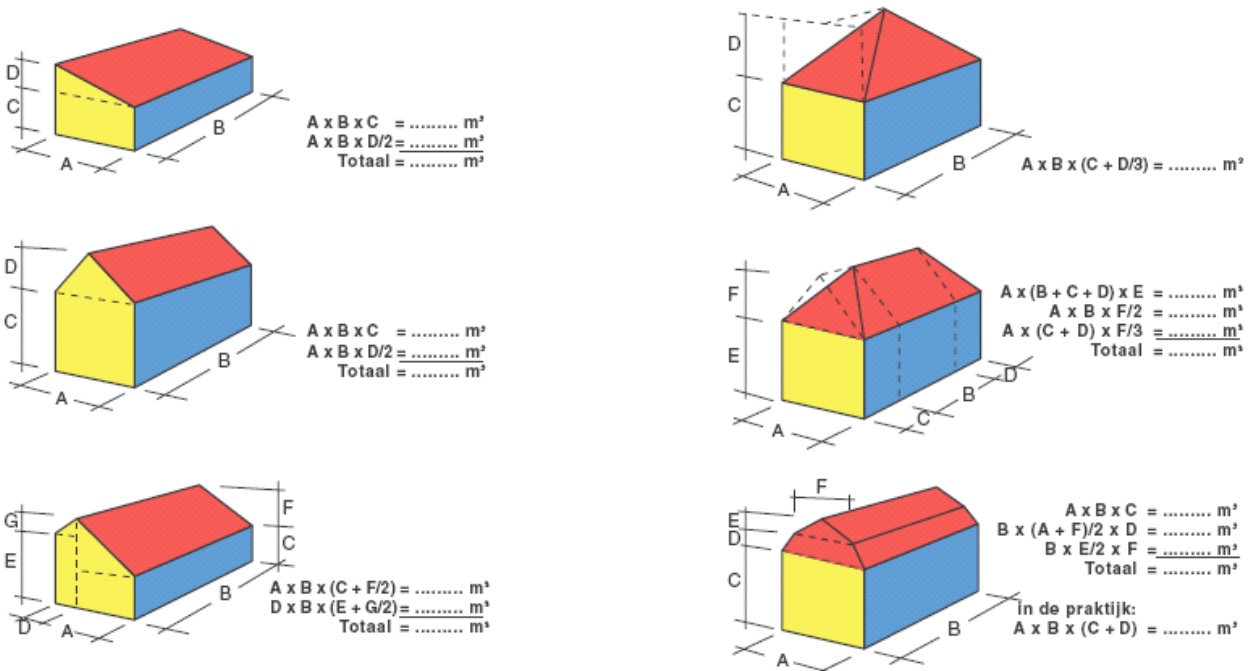 D
C
A
B
A x B x C = ......... m³
A x B x D/2 = ......... m³
Totaal = ......... m³
D
C
A
B
A x B x (C + D/3) = ......... m³
D
C
A
B
A x B x C = ......... m³
A x B x D/2 = ......... m³
Totaal = ......... m³
F
E
A
C
B
D
A x (B + C + D) x E = ......... m³
A x B x F/2 = ......... m³
A x (C + D) x F/3 = ......... m³
Totaal = ......... m³
G
E
D
A
B
F
C
A x B x (C + F/2) = ......... m³
D x B x (E + G/2) = ......... m³
Totaal = ......... m³
F
E
D
C
A
B
A x B x C = ......... m³
B x (A + F)/2 x D = ......... m³
B x E/2 x F = ......... m³
Totaal = ......... m³
in de praktijk:
A x B x (C + D) = ......... m³